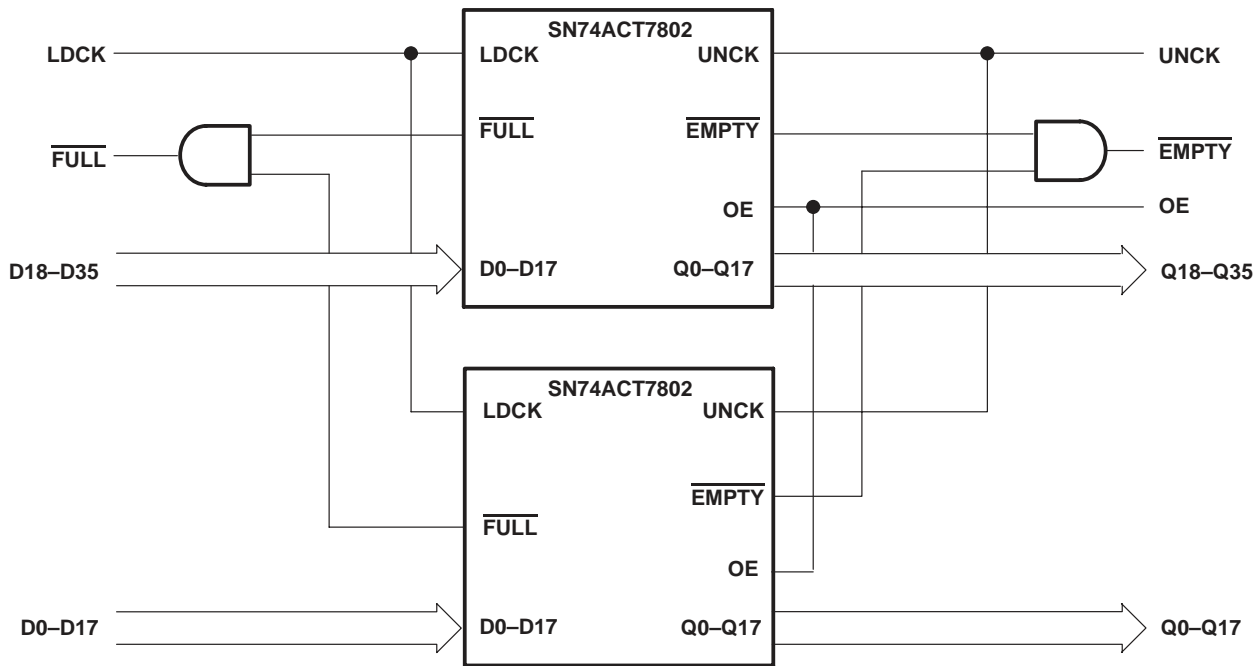 SN74ACT7802
LDCK LDCK UNCK UNCK
FULL FULL EMPTY EMPTY
OE OE
D18–D35 D0–D17 Q0–Q17 Q18–Q35
SN74ACT7802
LDCK UNCK
EMPTY
FULL
OE
D0–D17 D0–D17 Q0–Q17 Q0–Q17